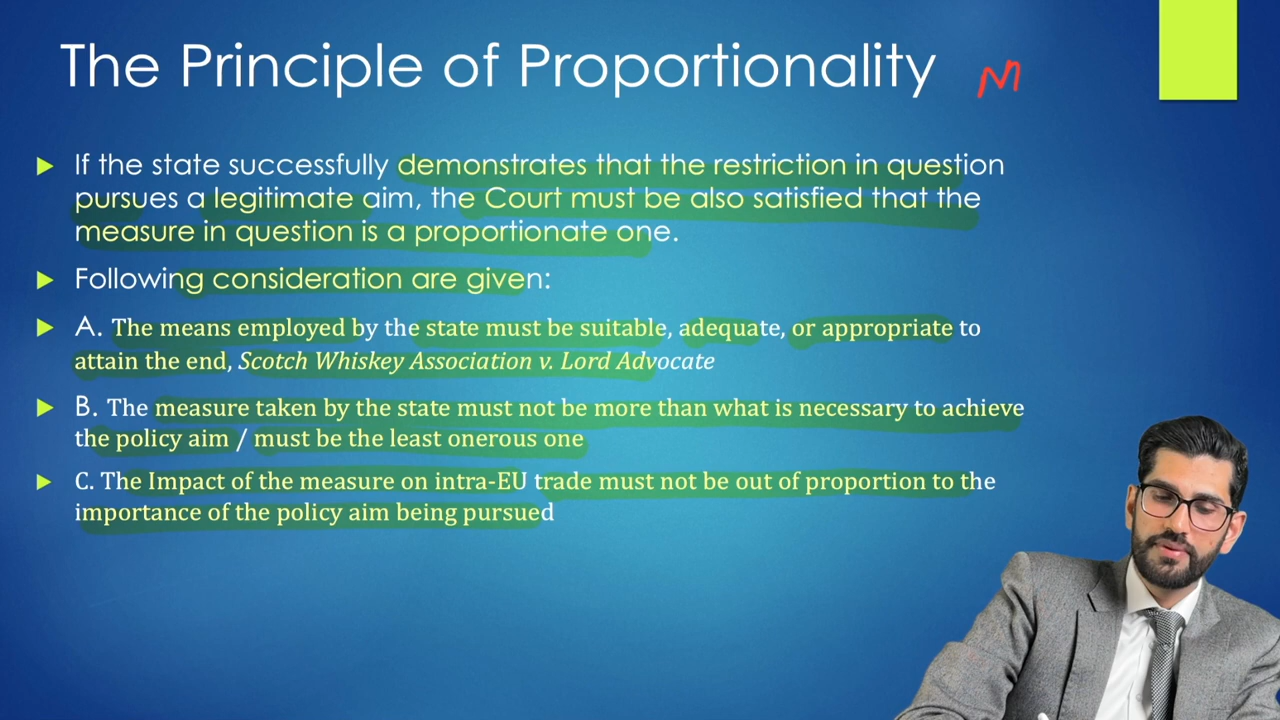 The Principle of Proportionality
If the state successfully demonstrates that the restriction in question
pursues a legitimate aim, the Court must be also satisfied that the
measure in question is a proportionate one.
Following consideration are given:
A. The means employed by the state must be suitable, adequate, or appropriate to
attain the end, Scotch Whiskey Association v. Lord Advocate
B. The measure taken by the state must not be more than what is necessary to achieve
the policy aim / must be the least onerous one
C. The Impact of the measure on intra-EU trade must not be out of proportion to the
importance of the policy aim being pursued